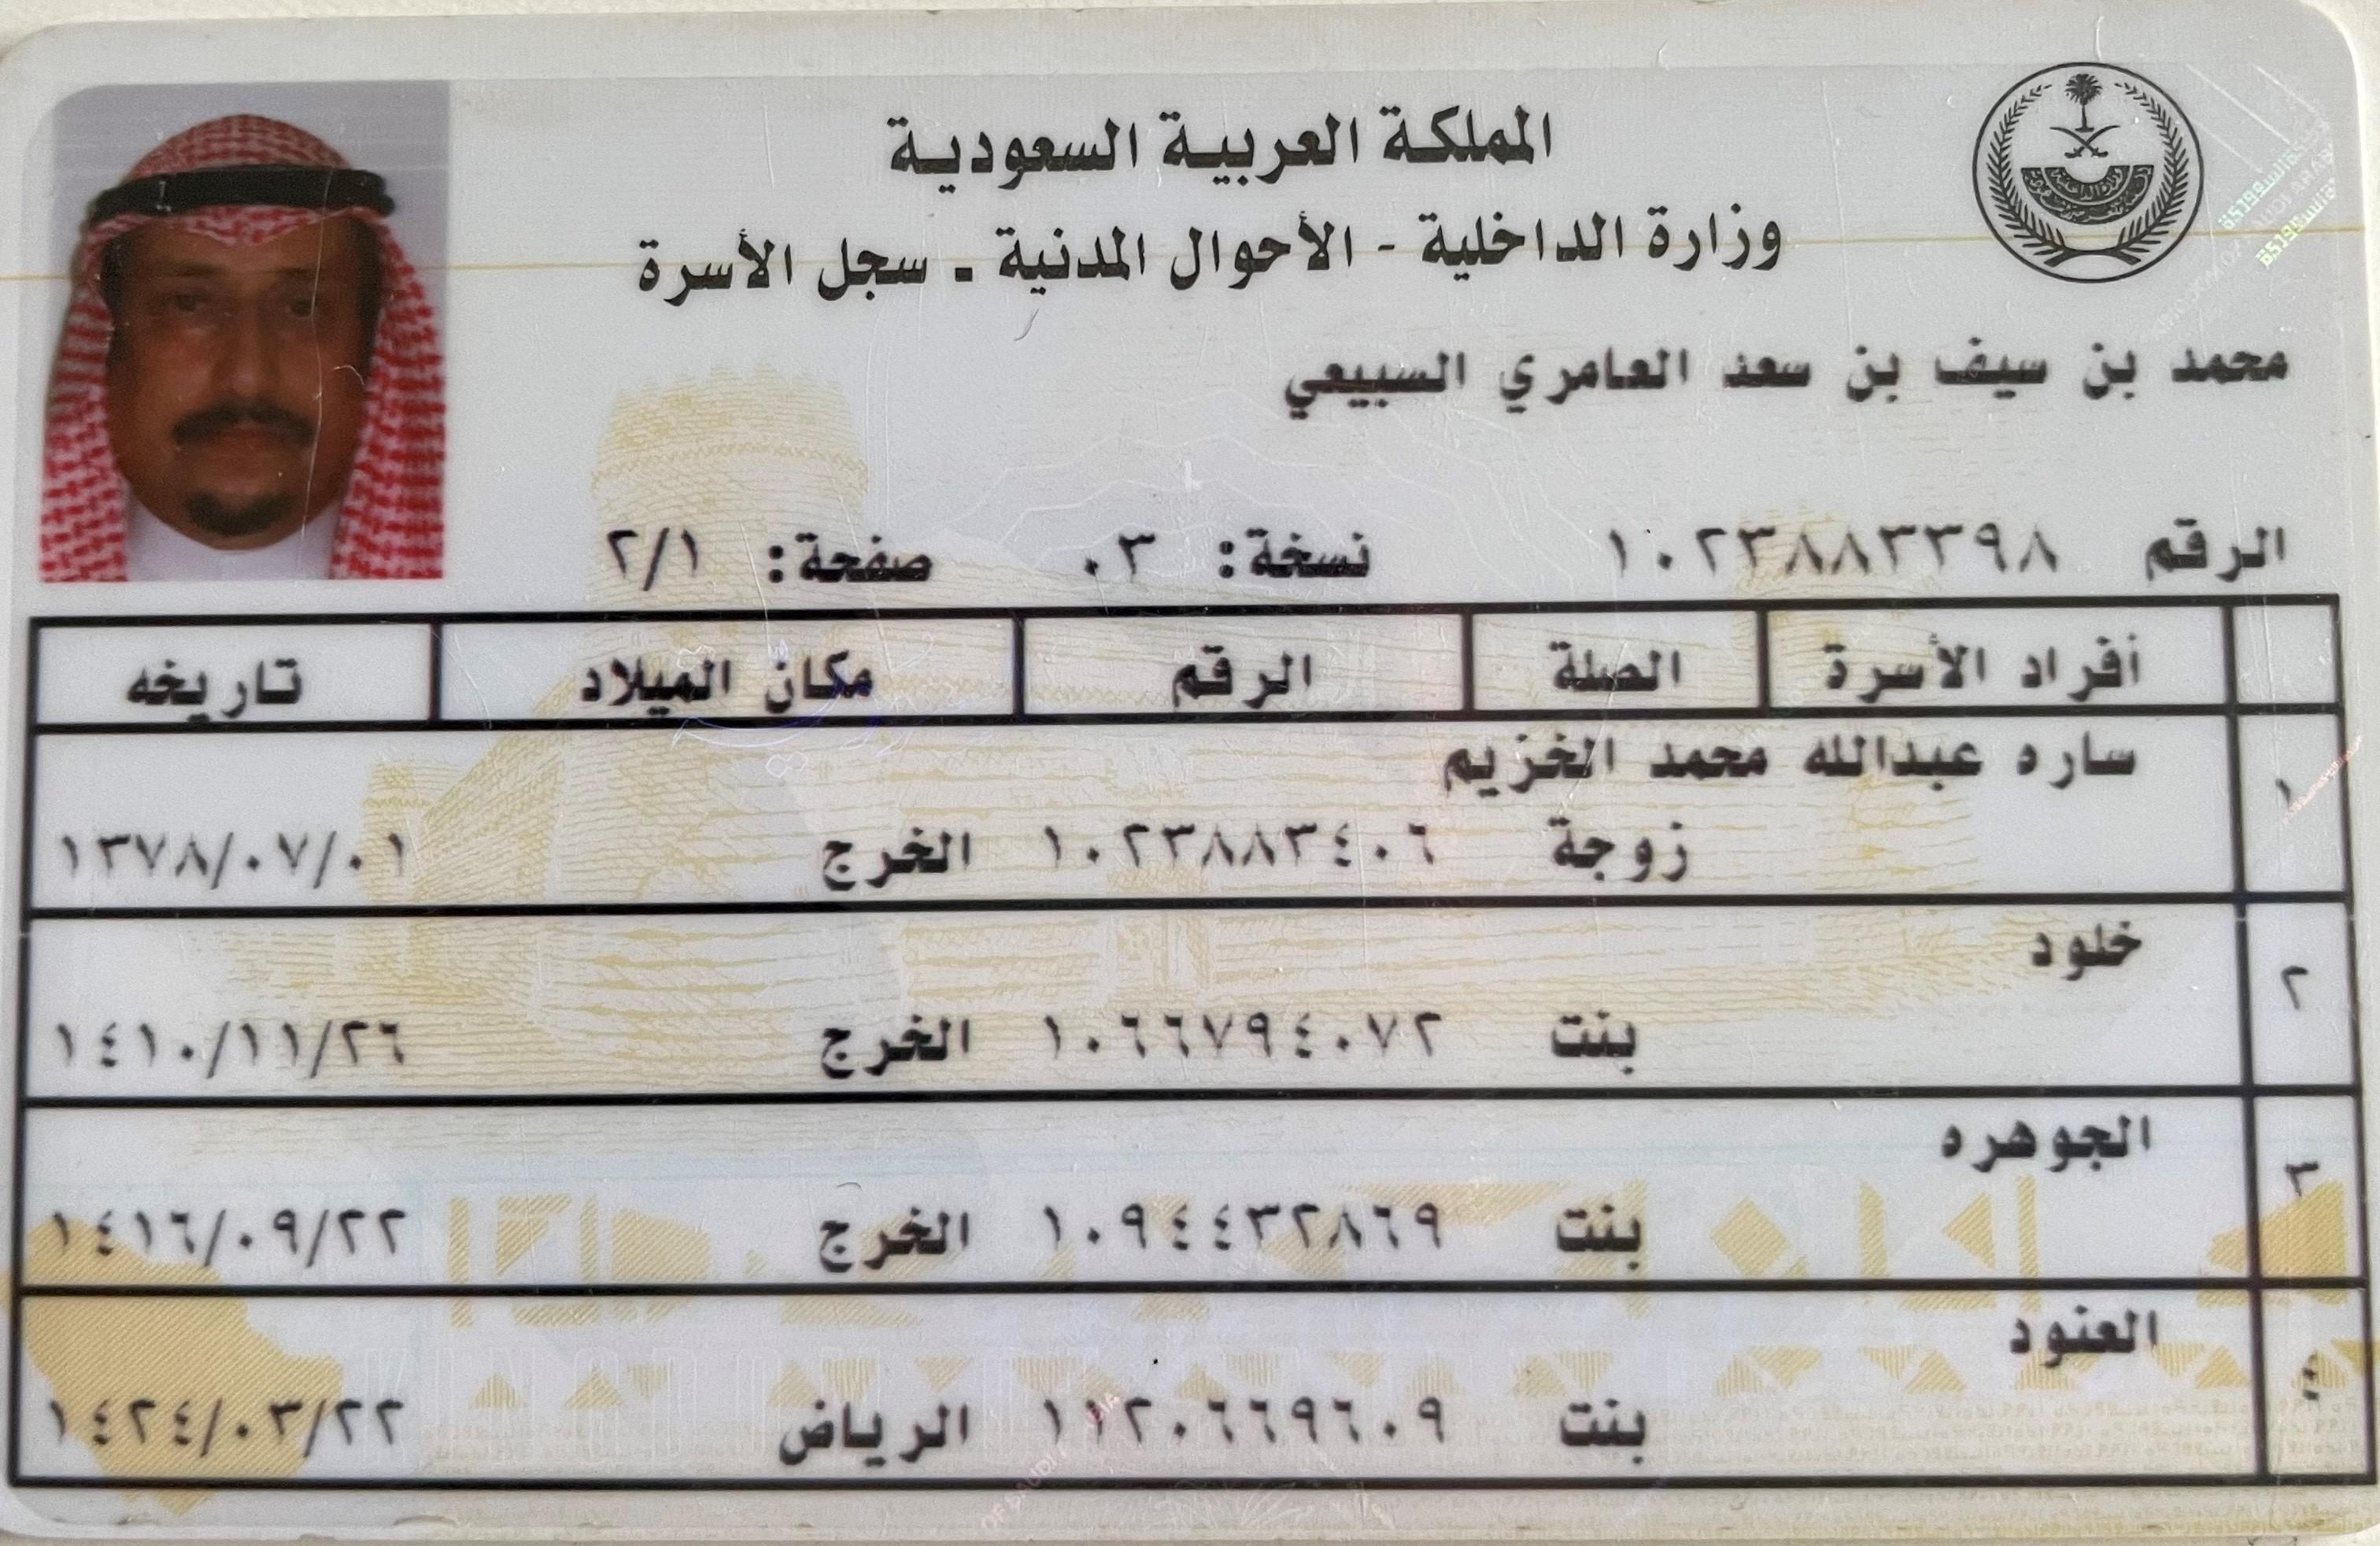 المملكة العربية السعودية
وزارة الداخلية - الأحوال المدنية - سجل الأسرة
محمد بن سيف بن سعد العامري السبيعي
الرقم ١٠٢٣٨٨٣٣٩٨ نسخة: ٠٣ صفحة: ٢/١
أفراد الأسرة الصلة الرقم مكان الميلاد تاريخه
١ ساره عبدالله محمد الخزيم
زوجة ١٠٢٣٨٨٣٤٠٦ الخرج ١٣٧٨/٠٧/٠١
٢ خلود
بنت ١٠٦٦٧٩٤٠٧٢ الخرج ١٤١٠/١١/٢٦
٣ الجوهره
بنت ١٠٩٤٤٣٢٨٦٩ الخرج ١٤١٦/٠٩/٢٢
٤ العنود
بنت ١١٢٠٦٦٩٦٠٩ الرياض ١٤٢٤/٠٣/٢٢